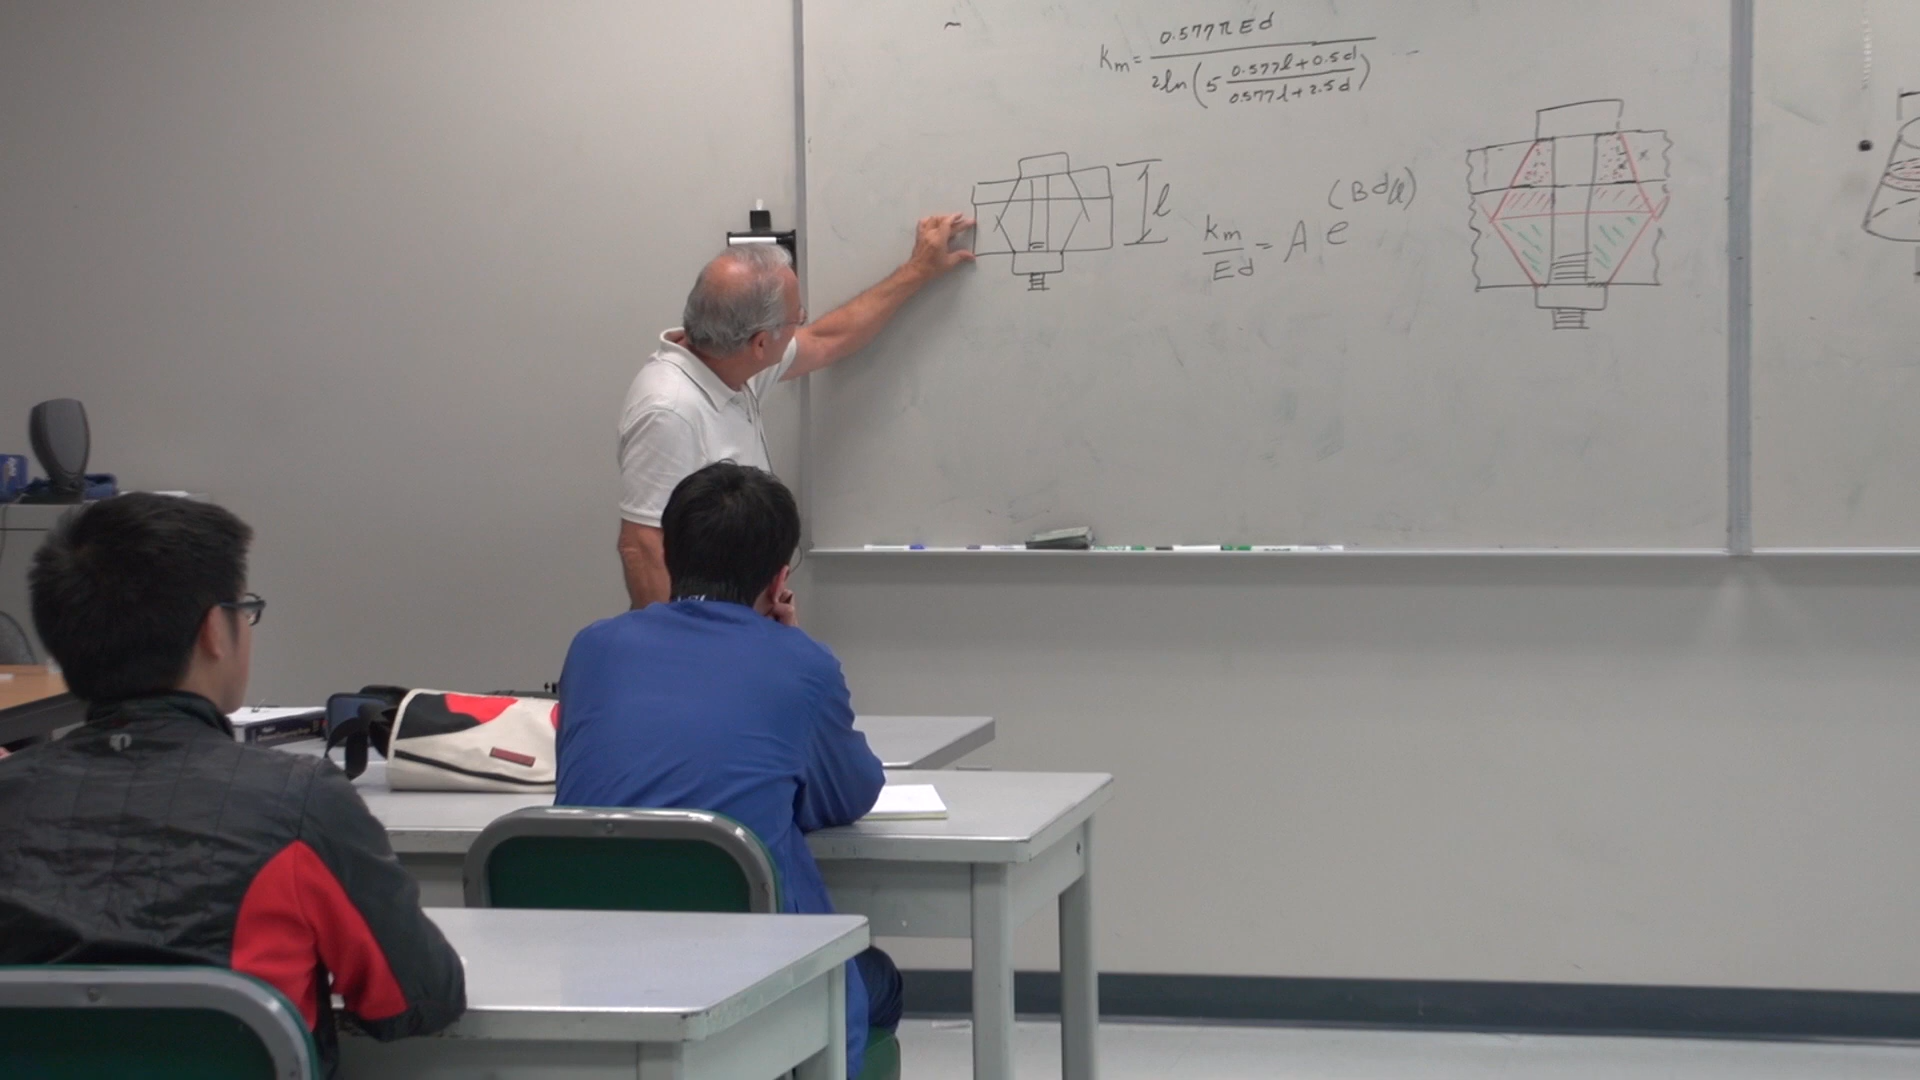 km = 0.577πEd / 2ln(5 0.577l+0.5d / 0.577l+2.5d)
l
km / Ed = A e^(Bd/l)
x